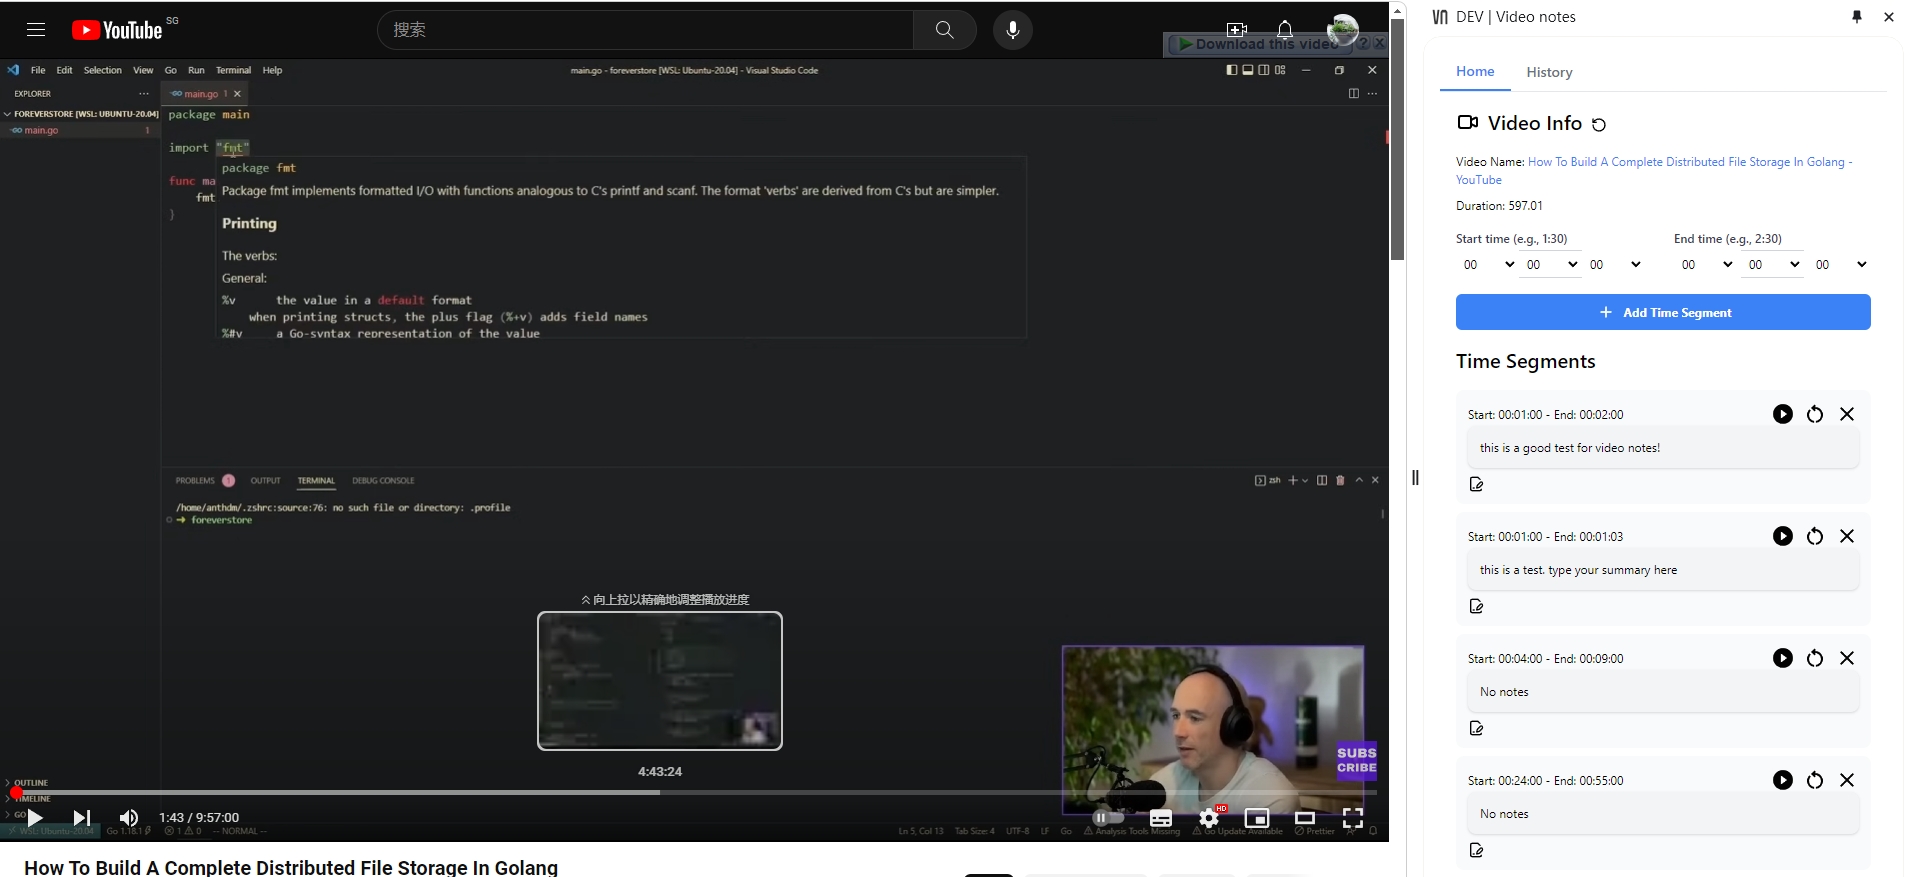 YouTube SG
搜索
Download this video ? X
File Edit Selection View Go Run Terminal Help
main.go - foreverstore [WSL: Ubuntu-20.04] - Visual Studio Code
EXPLORER
FOREVERSTORE [WSL: UBUNTU-20.04]
main.go 1
main.go 1
package main
import "fmt"
func ma
fmt
}
package fmt
Package fmt implements formatted I/O with functions analogous to C's printf and scanf. The format 'verbs' are derived from C's but are simpler.
Printing
The verbs:
General:
%v the value in a default format
when printing structs, the plus flag (%+v) adds field names
%#v a Go-syntax representation of the value
PROBLEMS 1 OUTPUT TERMINAL DEBUG CONSOLE
zsh
/home/anthdm/.zshrc:source:76: no such file or directory: .profile
→ foreverstore
向上拉以精确地调整播放进度
4:43:24
SUBS
CRIBE
OUTLINE
TIMELINE
GO
1:43 / 9:57:00
HD
WSL: Ubuntu-20.04 Go 1.18.1 1 0 -- NORMAL --
Ln 5, Col 13 Tab Size: 4 UTF-8 LF Go Analysis Tools Missing Go Update Available Prettier
How To Build A Complete Distributed File Storage In Golang
DEV | Video notes
Home History
Video Info
Video Name: How To Build A Complete Distributed File Storage In Golang -
YouTube
Duration: 597.01
Start time (e.g., 1:30) End time (e.g., 2:30)
00 00 00 00 00 00
+ Add Time Segment
Time Segments
Start: 00:01:00 - End: 00:02:00
this is a good test for video notes!
Start: 00:01:00 - End: 00:01:03
this is a test. type your summary here
Start: 00:04:00 - End: 00:09:00
No notes
Start: 00:24:00 - End: 00:55:00
No notes